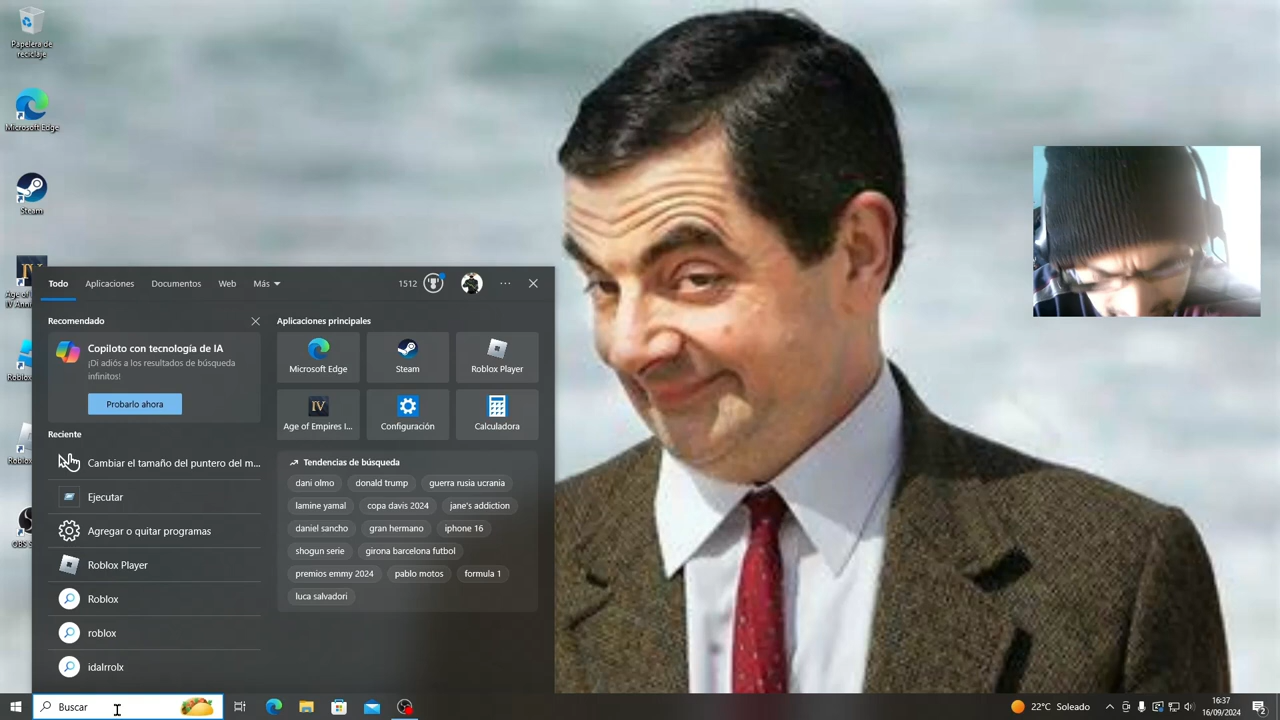 Papelera de
reciclaje
Microsoft Edge
Steam
Todo
Aplicaciones
Documentos
Web
Más
1512
Recomendado
Copiloto con tecnología de IA
¡Di adiós a los resultados de búsqueda
infinitos!
Probarlo ahora
Reciente
Cambiar el tamaño del puntero del m...
Ejecutar
Agregar o quitar programas
Roblox Player
Roblox
roblox
idalrrolx
Aplicaciones principales
Microsoft Edge
Steam
Roblox Player
IV
Age of Empires I...
Configuración
Calculadora
Tendencias de búsqueda
dani olmo
donald trump
guerra rusia ucrania
lamine yamal
copa davis 2024
jane's addiction
daniel sancho
gran hermano
iphone 16
shogun serie
girona barcelona futbol
premios emmy 2024
pablo motos
formula 1
luca salvadori
Buscar
22°C Soleado
16:37
16/09/2024
2